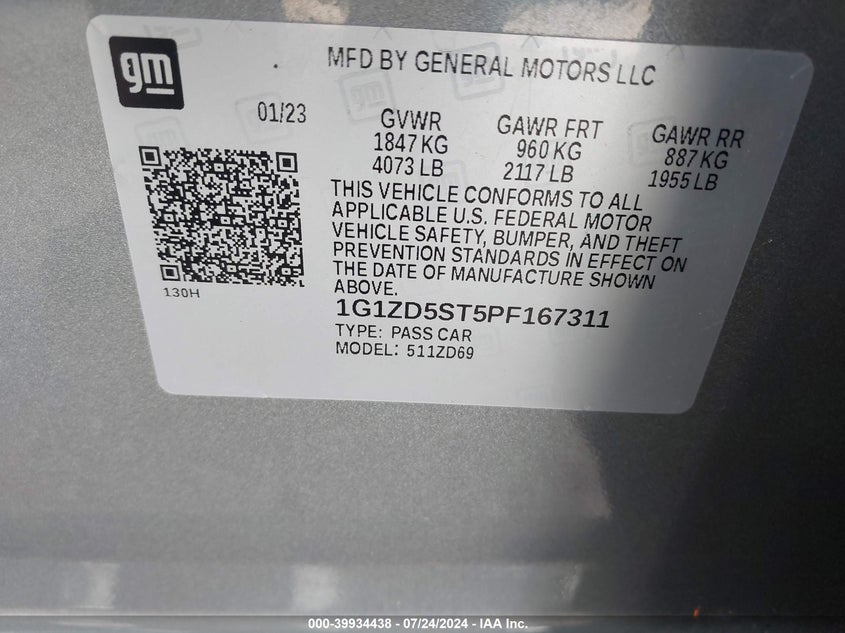 gm
MFD BY GENERAL MOTORS LLC
01/23
GVWR
1847 KG
4073 LB
GAWR FRT
960 KG
2117 LB
GAWR RR
887 KG
1955 LB
THIS VEHICLE CONFORMS TO ALL
APPLICABLE U.S. FEDERAL MOTOR
VEHICLE SAFETY, BUMPER, AND THEFT
PREVENTION STANDARDS IN EFFECT ON
THE DATE OF MANUFACTURE SHOWN
ABOVE.
130H
1G1ZD5ST5PF167311
TYPE: PASS CAR
MODEL: 511ZD69
000-39934438 - 07/24/2024 - IAA Inc.